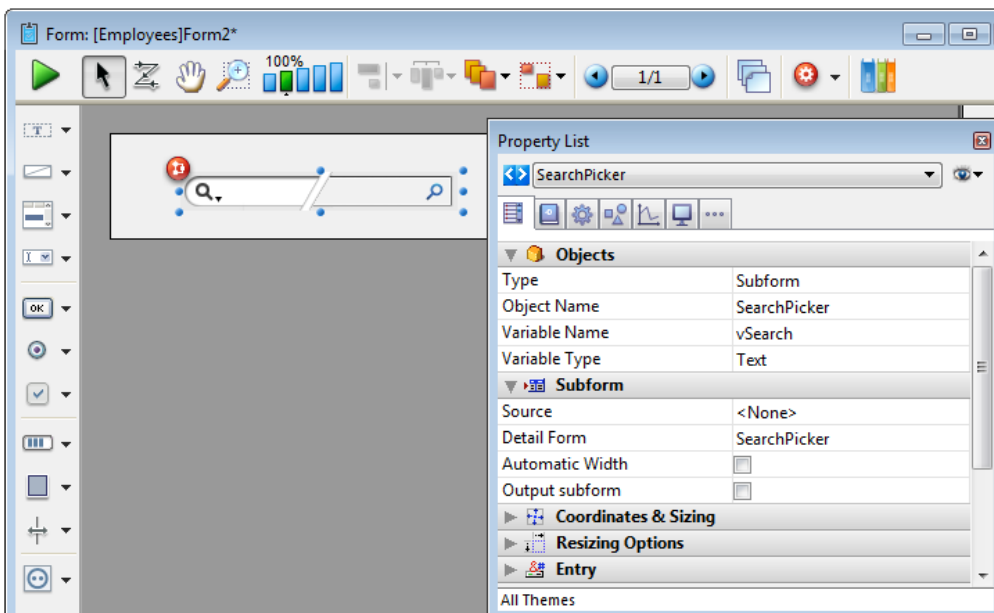 Form: [Employees]Form2*
100%
1/1
T
Property List
SearchPicker
OK
Objects
Type Subform
Object Name SearchPicker
Variable Name vSearch
Variable Type Text
Subform
Source <None>
Detail Form SearchPicker
Automatic Width
Output subform
Coordinates & Sizing
Resizing Options
Entry
All Themes